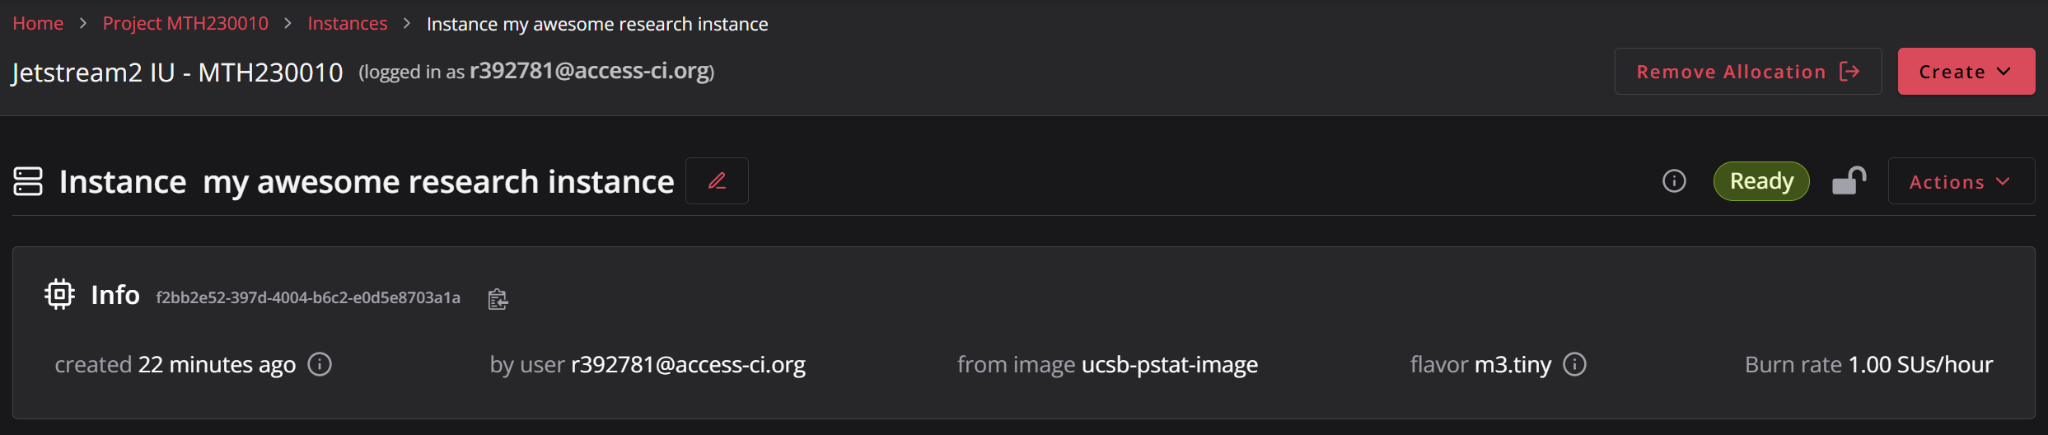 Home > Project MTH230010 > Instances > Instance my awesome research instance
Jetstream2 IU - MTH230010 (logged in as r392781@access-ci.org)
Remove Allocation
Create
Instance my awesome research instance
Ready
Actions
Info f2bb2e52-397d-4004-b6c2-e0d5e8703a1a
created 22 minutes ago
by user r392781@access-ci.org
from image ucsb-pstat-image
flavor m3.tiny
Burn rate 1.00 SUs/hour